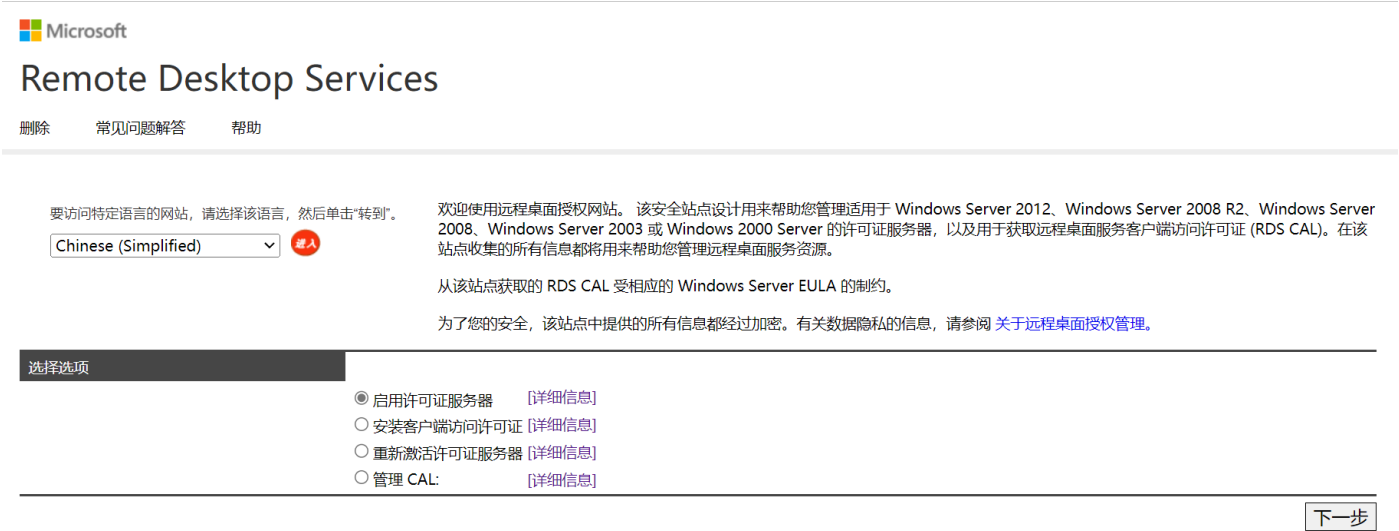 Microsoft
Remote Desktop Services
删除 常见问题解答 帮助
要访问特定语言的网站，请选择该语言，然后单击“转到”。
Chinese (Simplified) 进入
欢迎使用远程桌面授权网站。 该安全站点设计用来帮助您管理适用于 Windows Server 2012、Windows Server 2008 R2、Windows Server
2008、Windows Server 2003 或 Windows 2000 Server 的许可证服务器，以及用于获取远程桌面服务客户端访问许可证 (RDS CAL)。在该
站点收集的所有信息都将用来帮助您管理远程桌面服务资源。
从该站点获取的 RDS CAL 受相应的 Windows Server EULA 的制约。
为了您的安全，该站点中提供的所有信息都经过加密。有关数据隐私的信息，请参阅 关于远程桌面授权管理。
选择选项
启用许可证服务器 [详细信息]
安装客户端访问许可证 [详细信息]
重新激活许可证服务器 [详细信息]
管理 CAL: [详细信息]
下一步